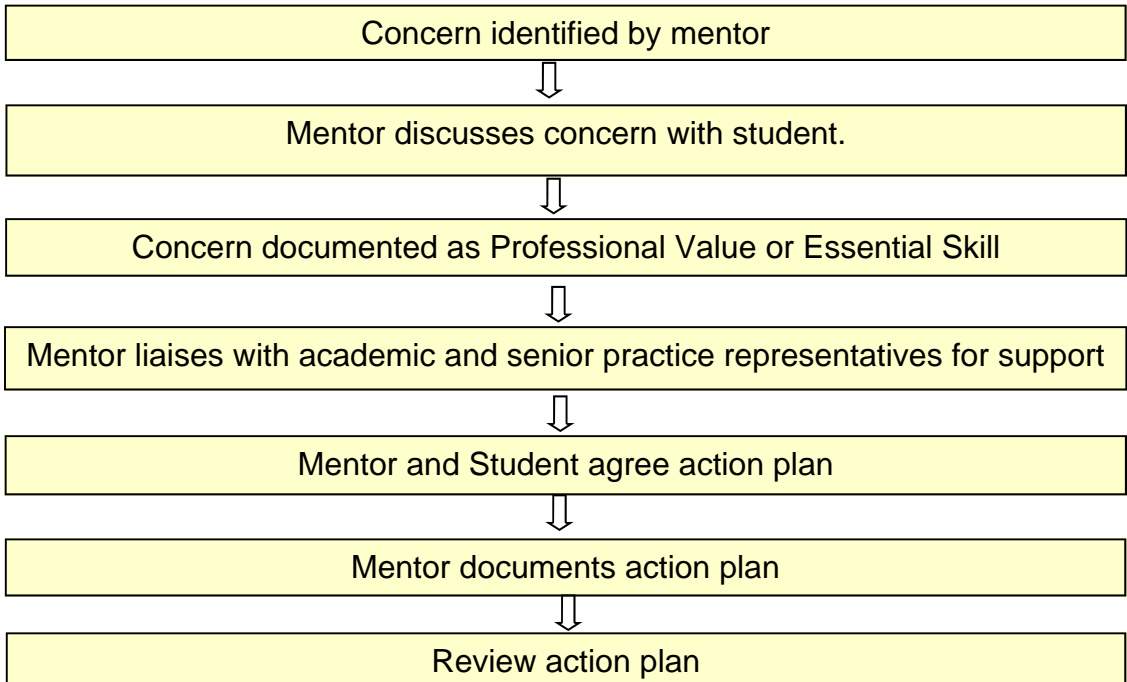 Concern identified by mentor
Mentor discusses concern with student.
Concern documented as Professional Value or Essential Skill
Mentor liaises with academic and senior practice representatives for support
Mentor and Student agree action plan
Mentor documents action plan
Review action plan